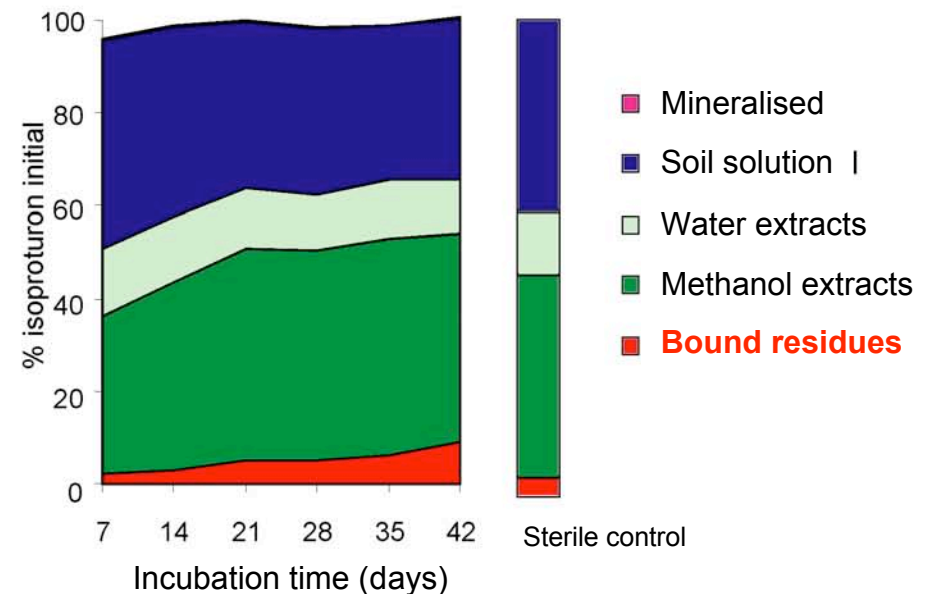 % isoproturon initial
100
80
60
40
20
0
7 14 21 28 35 42
Incubation time (days)
Sterile control
Mineralised
Soil solution I
Water extracts
Methanol extracts
Bound residues